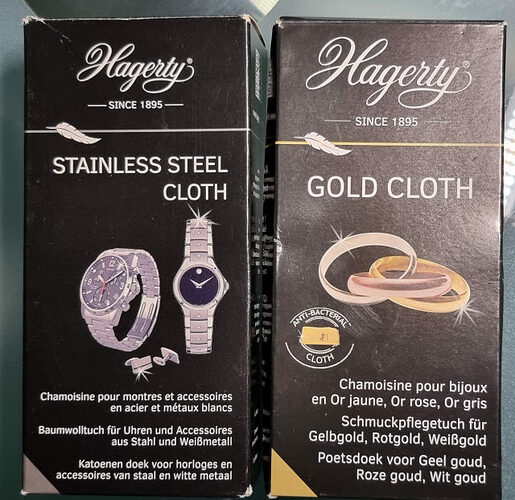 Hagerty®
SINCE 1895
STAINLESS STEEL
CLOTH
Chamoisine pour montres et accessoires
en acier et métaux blancs
Baumwolltuch für Uhren und Accessoires
aus Stahl und Weißmetall
Katoenen doek voor horloges en
accessoires van staal en witte metaal
Hagerty®
SINCE 1895
GOLD CLOTH
ANTI-BACTERIAL
CLOTH
Chamoisine pour bijoux
en Or jaune, Or rose, Or gris
Schmuckpflegetuch für
Gelbgold, Rotgold, Weißgold
Poetsdoek voor Geel goud,
Roze goud, Wit goud